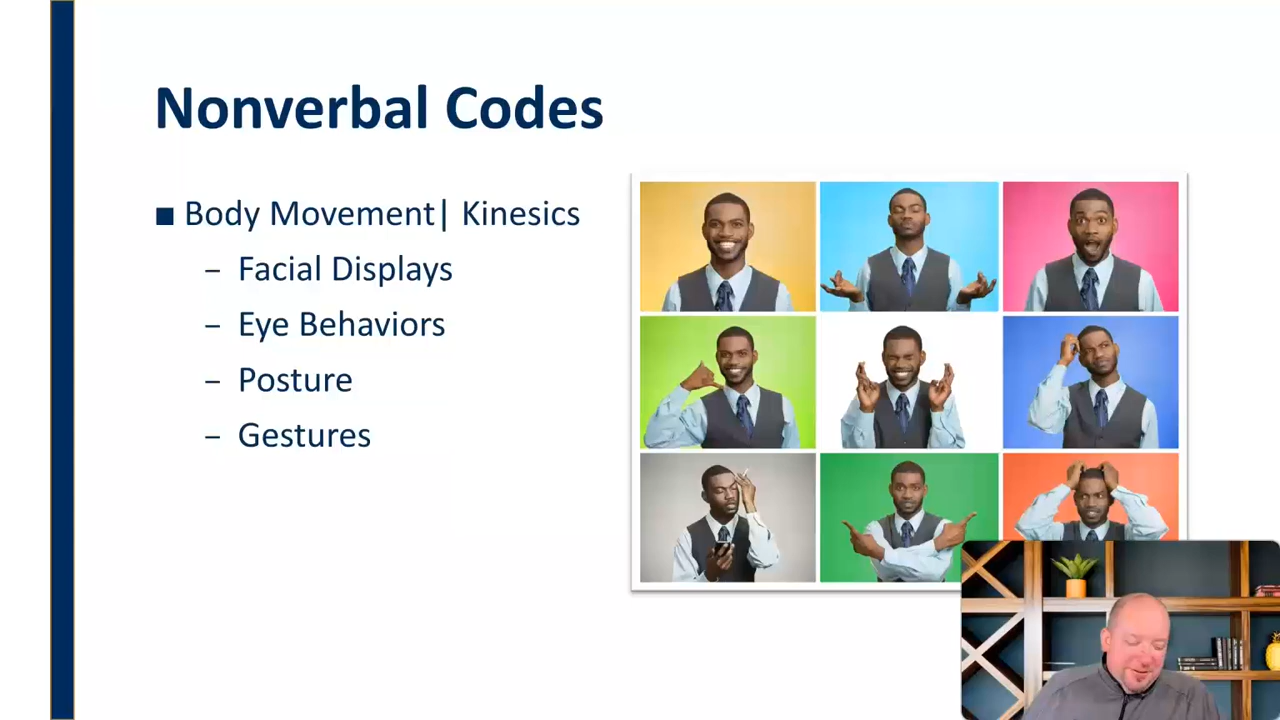 Nonverbal Codes
■ Body Movement| Kinesics
– Facial Displays
– Eye Behaviors
– Posture
– Gestures